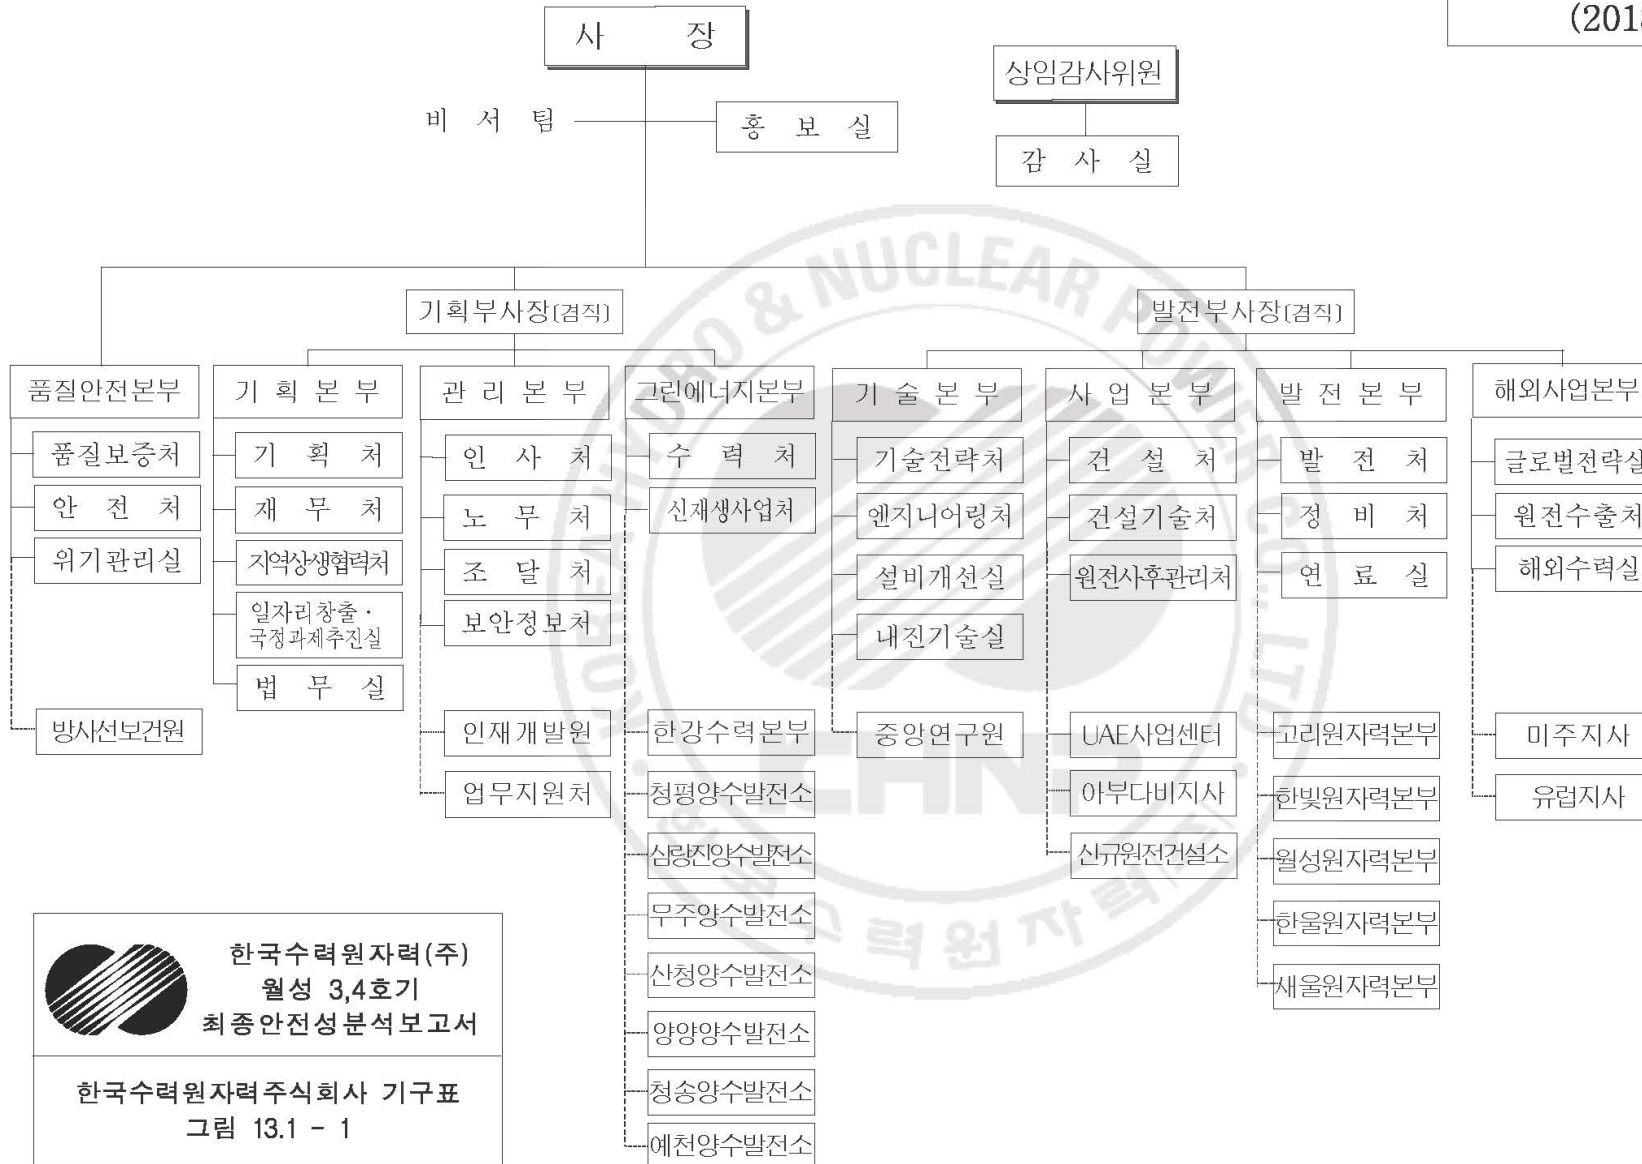 (201
사 장
상임감사위원
비 서 팀
홍 보 실
감 사 실
기획부사장(겸직)
발전부사장(겸직)
품질안전본부
기 획 본 부
관 리 본 부
그린에너지본부
기 술 본 부
사 업 본 부
발 전 본 부
해외사업본부
품질보증처
안 전 처
위기관리실
방사선보건원
기 획 처
재 무 처
지역상생협력처
일자리창출·
국정과제추진실
법 무 실
인 사 처
노 무 처
조 달 처
보안정보처
인재개발원
업무지원처
수 력 처
신재생사업처
한강수력본부
청평양수발전소
삼랑진양수발전소
무주양수발전소
산청양수발전소
양양양수발전소
청송양수발전소
예천양수발전소
기술전략처
엔지니어링처
설비개선실
내진기술실
중앙연구원
건 설 처
건설기술처
원전사후관리처
UAE사업센터
아부다비지사
신규원전건설소
발 전 처
정 비 처
연 료 실
고리원자력본부
한빛원자력본부
월성원자력본부
한울원자력본부
새울원자력본부
글로벌전략실
원전수출처
해외수력실
미주지사
유럽지사
KOREA HYDRO & NUCLEAR POWER CO., LTD.
한국수력원자력(주)
KHNP
한국수력원자력(주)
월성 3,4호기
최종안전성분석보고서
한국수력원자력주식회사 기구표
그림 13.1 - 1